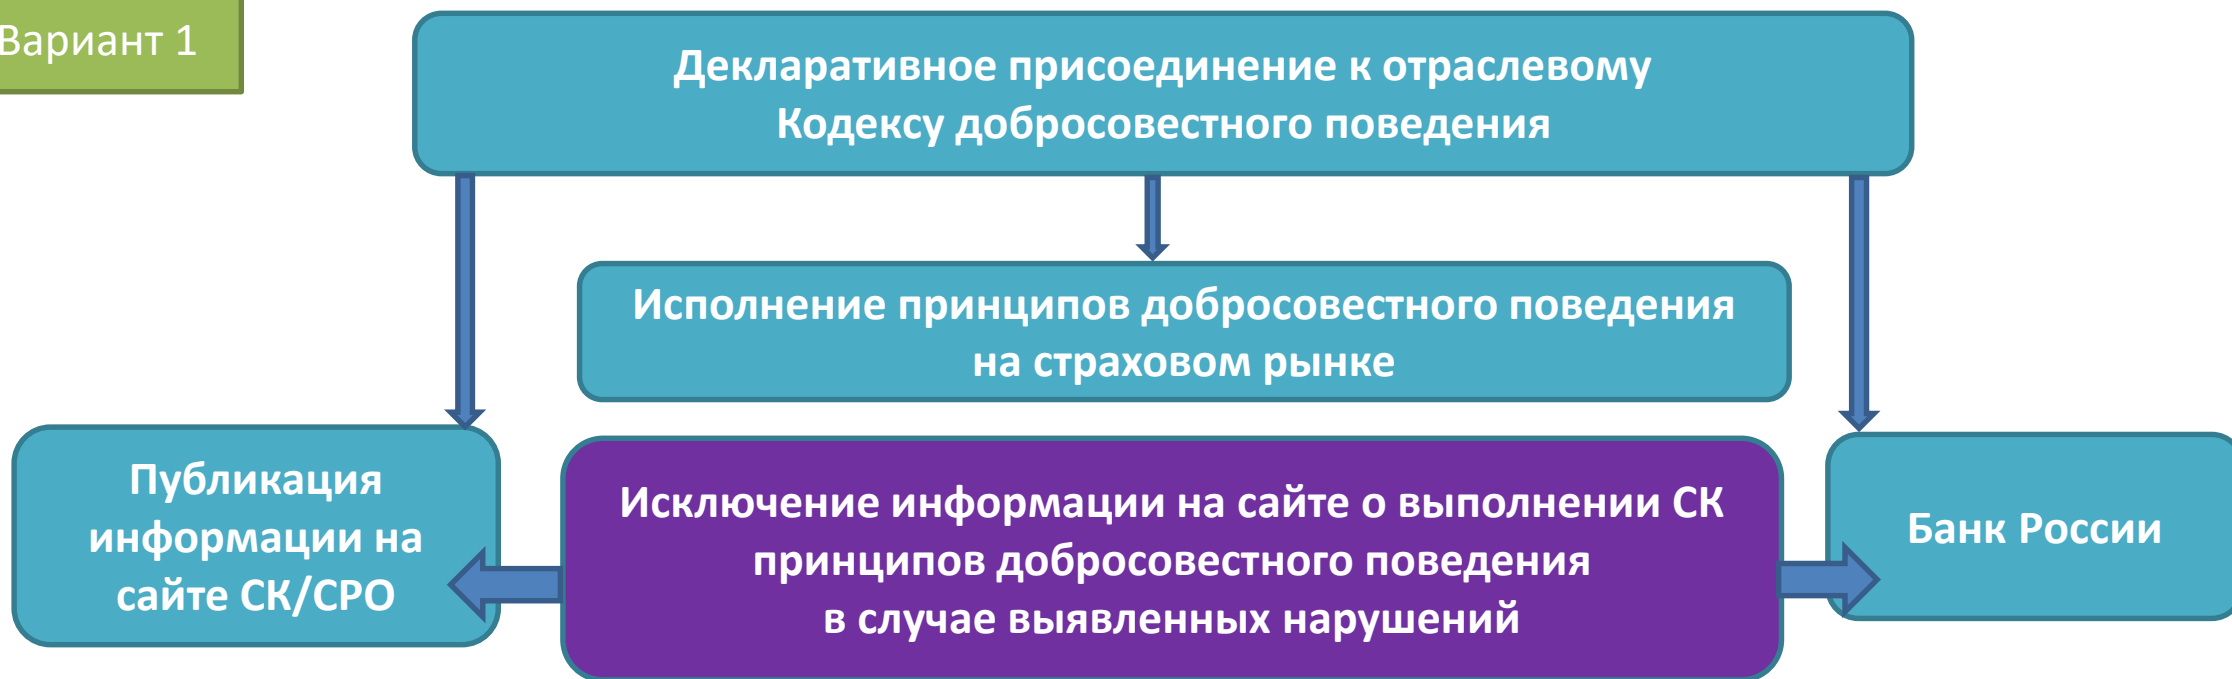 Вариант 1
Декларативное присоединение к отраслевому
Кодексу добросовестного поведения
Исполнение принципов добросовестного поведения
на страховом рынке
Публикация
информации на
сайте СК/СРО
Исключение информации на сайте о выполнении СК
принципов добросовестного поведения
в случае выявленных нарушений
Банк России